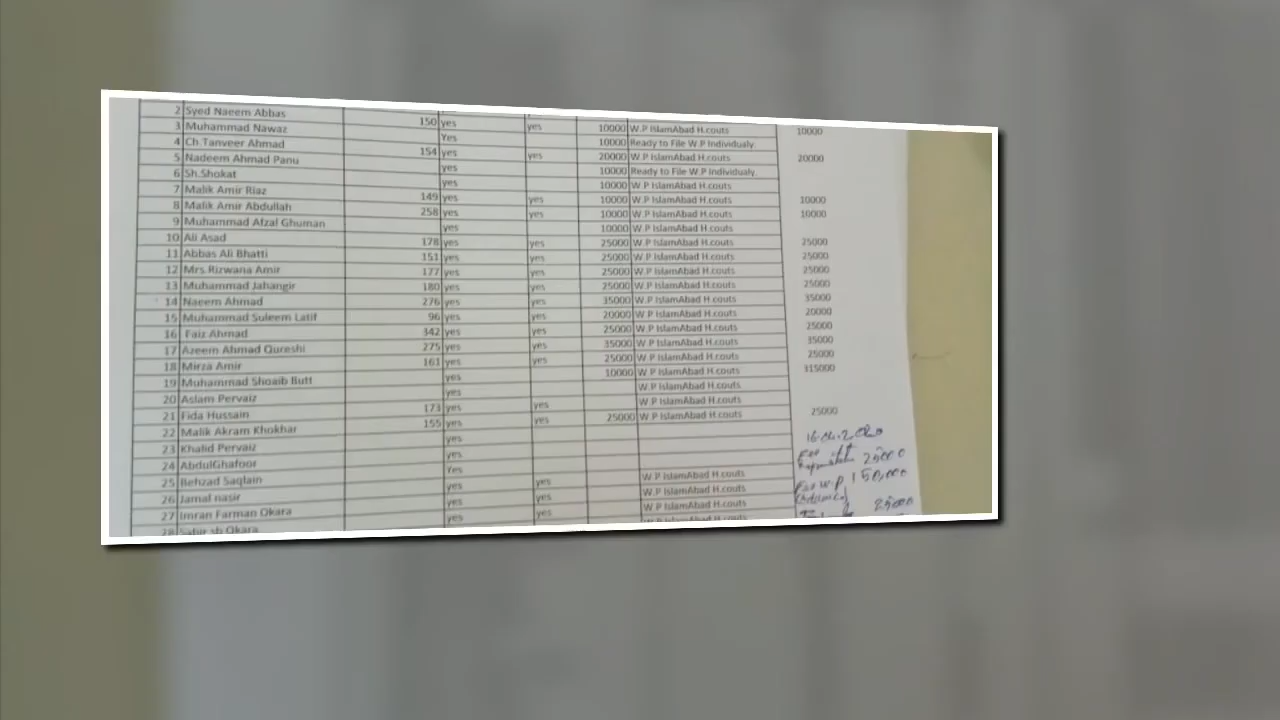 2 Syed Naeem Abbas 150 yes yes 10000 W.P IslamAbad H.couts 10000
3 Muhammad Nawaz Yes 10000 Ready to File W.P Individualy.
4 Ch.Tanveer Ahmad 154 yes yes 20000 W.P IslamAbad H.couts 20000
5 Nadeem Ahmad Panu yes 10000 Ready to File W.P Individualy.
6 Sh.Shokat yes 10000 W.P IslamAbad H.couts
7 Malik Amir Riaz 149 yes yes 10000 W.P IslamAbad H.couts 10000
8 Malik Amir Abdullah 258 yes yes 10000 W.P IslamAbad H.couts 10000
9 Muhammad Afzal Ghuman yes 10000 W.P IslamAbad H.couts
10 Ali Asad 178 yes yes 25000 W.P IslamAbad H.couts 25000
11 Abbas Ali Bhatti 151 yes yes 25000 W.P IslamAbad H.couts 25000
12 Mrs.Rizwana Amir 177 yes yes 25000 W.P IslamAbad H.couts 25000
13 Muhammad Jahangir 180 yes yes 25000 W.P IslamAbad H.couts 25000
14 Naeem Ahmad 276 yes yes 35000 W.P IslamAbad H.couts 35000
15 Muhammad Suleem Latif 96 yes yes 20000 W.P IslamAbad H.couts 20000
16 Faiz Ahmad 342 yes yes 25000 W.P IslamAbad H.couts 25000
17 Azeem Ahmad Qureshi 275 yes yes 35000 W.P IslamAbad H.couts 35000
18 Mirza Amir 161 yes yes 25000 W.P IslamAbad H.couts 25000
19 Muhammad Shoaib Butt yes 10000 W.P IslamAbad H.couts 315000
20 Aslam Pervaiz yes W.P IslamAbad H.couts
21 Fida Hussain 173 yes yes W.P IslamAbad H.couts
22 Malik Akram Khokhar 155 yes yes 25000 W.P IslamAbad H.couts 25000
23 Khalid Pervaiz yes
24 AbdulGhafoor Yes
25 Behzad Saqlain yes yes W.P IslamAbad H.couts
26 Jamal nasir yes yes W.P IslamAbad H.couts
27 Imran Farman Okara yes yes W.P IslamAbad H.couts
28 Sabir sb Okara W.P IslamAbad H.couts
25000
W.P 150,000